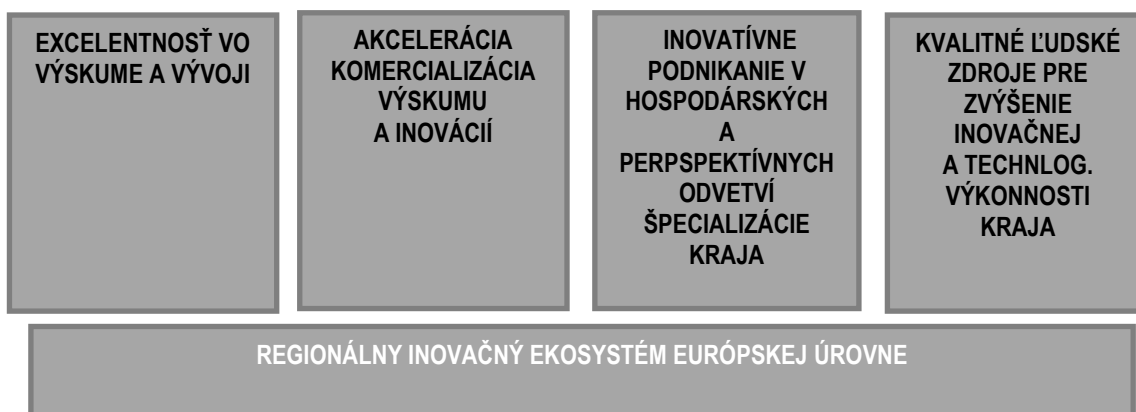 EXCELENTNOSŤ VO
VÝSKUME A VÝVOJI
AKCELERÁCIA
KOMERCIALIZÁCIA
VÝSKUMU
A INOVÁCIÍ
INOVATÍVNE
PODNIKANIE V
HOSPODÁRSKÝCH
A
PERPSPEKTÍVNYCH
ODVETVÍ
ŠPECIALIZÁCIE
KRAJA
KVALITNÉ ĽUDSKÉ
ZDROJE PRE
ZVÝŠENIE
INOVAČNEJ
A TECHNLOG.
VÝKONNOSTI
KRAJA
REGIONÁLNY INOVAČNÝ EKOSYSTÉM EURÓPSKEJ ÚROVNE